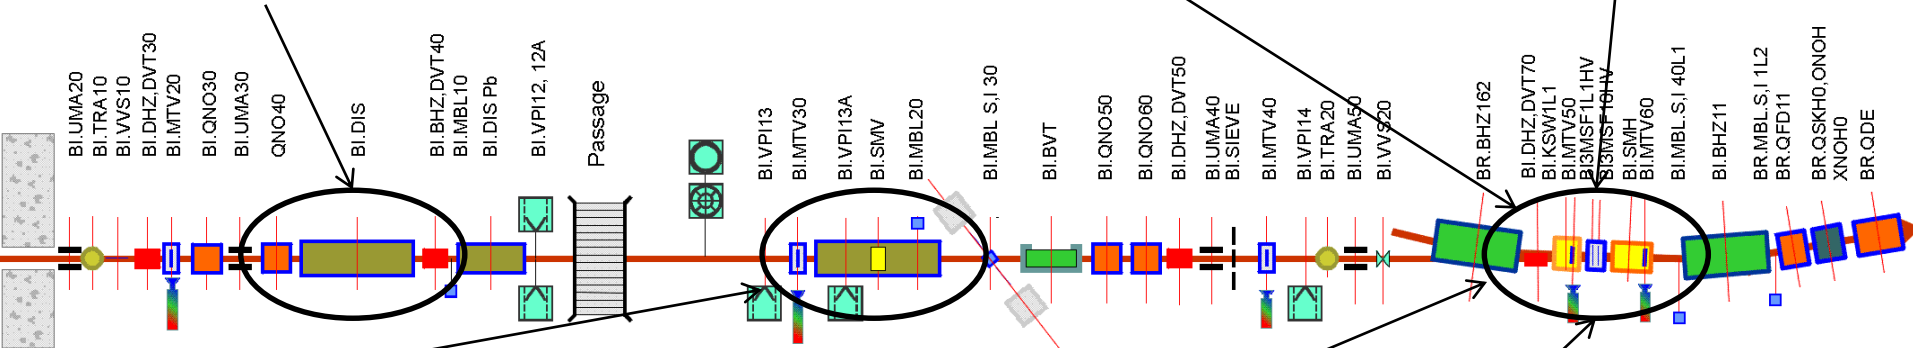 BI.UMA20
BI.TRA10
BI.VVS10
BI.DHZ,DVT30
BI.MTV20
BI.QNO30
BI.UMA30
QNO40
BI.DIS
BI.BHZ,DVT40
BI.MBL10
BI.DIS Pb
BI.VPI12, 12A
Passage
BI.VPI13
BI.MTV30
BI.VPI13A
BI.SMV
BI.MBL20
BI.MBL S,I 30
BI.BVT
BI.QNO50
BI.QNO60
BI.DHZ,DVT50
BI.UMA40
BI.SIEVE
BI.MTV40
BI.VPI14
BI.TRA20
BI.UMA50
BI.VVS20
BR.BHZ162
BI.DHZ,DVT70
BI.KSW1L1
BI.MTV50
BI3MSF1L1HV
BI3MSF10HV
BI.SMH
BI.MTV60
BI.MBL.S,I 40L1
BI.BHZ11
BR.MBL.S,I 1L2
BR.QFD11
BR.QSKH0,ONOH
XNOH0
BR.QDE